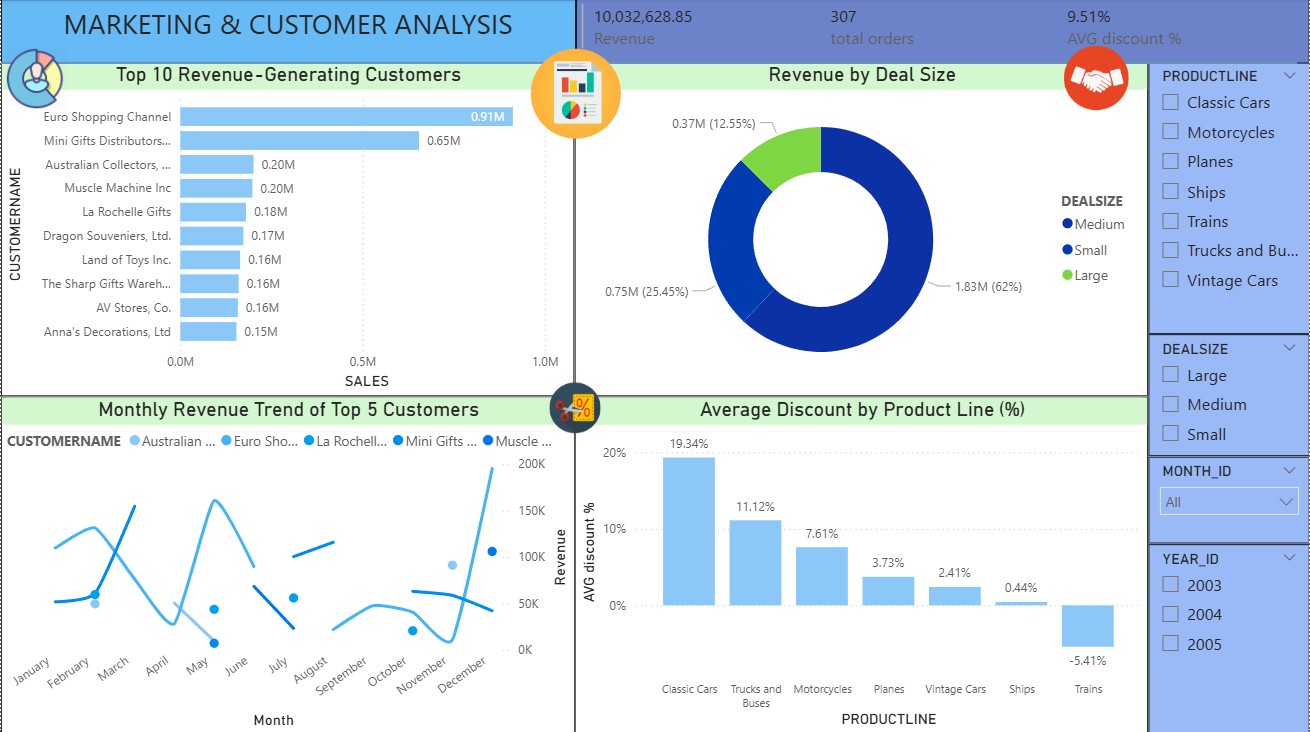 MARKETING & CUSTOMER ANALYSIS
10,032,628.85
Revenue
307
total orders
9.51%
AVG discount %
Top 10 Revenue-Generating Customers
CUSTOMERNAME
Euro Shopping Channel
0.91M
Mini Gifts Distributors...
0.65M
Australian Collectors, ...
0.20M
Muscle Machine Inc
0.20M
La Rochelle Gifts
0.18M
Dragon Souveniers, Ltd.
0.17M
Land of Toys Inc.
0.16M
The Sharp Gifts Wareh...
0.16M
AV Stores, Co.
0.16M
Anna's Decorations, Ltd
0.15M
0.0M
0.5M
1.0M
SALES
Revenue by Deal Size
0.37M (12.55%)
0.75M (25.45%)
1.83M (62%)
DEALSIZE
Medium
Small
Large
Monthly Revenue Trend of Top 5 Customers
CUSTOMERNAME
Australian ...
Euro Sho...
La Rochell...
Mini Gifts ...
Muscle ...
200K
150K
100K
50K
0K
Revenue
January
February
March
April
May
June
July
August
September
October
November
December
Month
%
Average Discount by Product Line (%)
AVG discount %
20%
10%
0%
19.34%
11.12%
7.61%
3.73%
2.41%
0.44%
-5.41%
Classic Cars
Trucks and
Buses
Motorcycles
Planes
Vintage Cars
Ships
Trains
PRODUCTLINE
PRODUCTLINE
Classic Cars
Motorcycles
Planes
Ships
Trains
Trucks and Bu...
Vintage Cars
DEALSIZE
Large
Medium
Small
MONTH_ID
All
YEAR_ID
2003
2004
2005